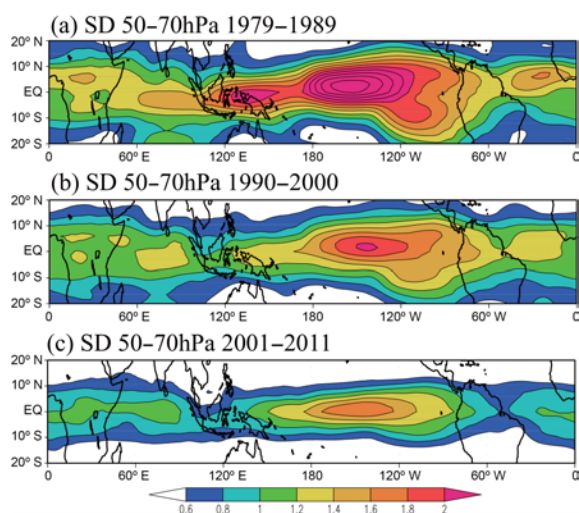 (a) SD 50–70hPa 1979–1989
20° N
10° N
EQ
10° S
20° S
0 60° E 120°E 180 120°W 60°W 0
(b) SD 50–70hPa 1990–2000
20° N
10° N
EQ
10° S
20° S
0 60° E 120°E 180 120°W 60°W 0
(c) SD 50–70hPa 2001–2011
20° N
10° N
EQ
10° S
20° S
0 60° E 120°E 180 120°W 60°W 0
0.6 0.8 1 1.2 1.4 1.6 1.8 2